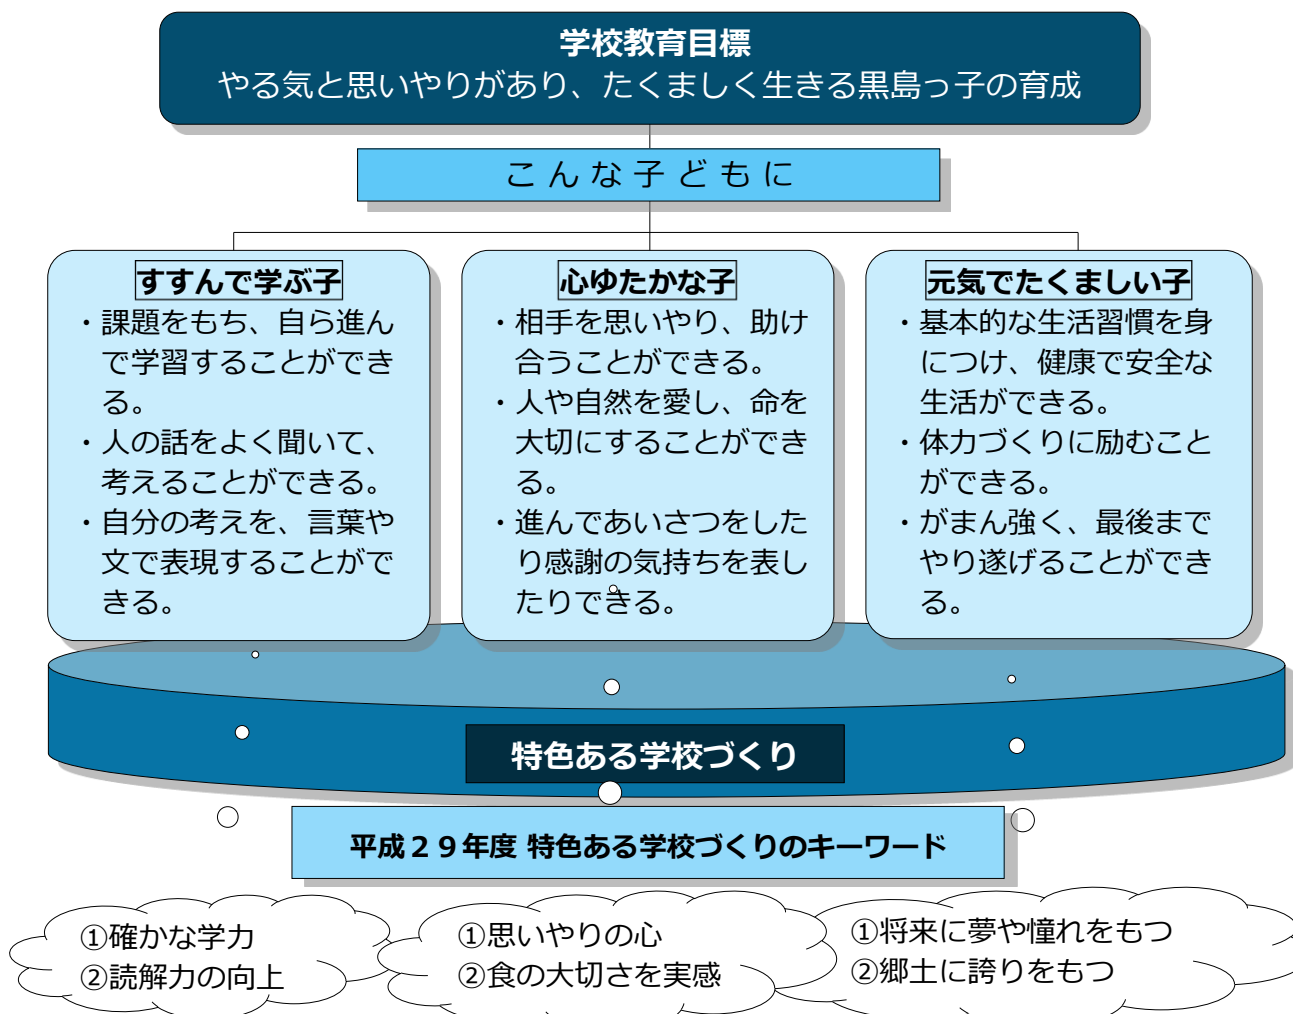 学校教育目標
やる気と思いやりがあり、たくましく生きる黒島っ子の育成
こんな子どもに
すすんで学ぶ子
・課題をもち、自ら進ん
で学習することができ
る。
・人の話をよく聞いて、
考えることができる。
・自分の考えを、言葉や
文で表現することがで
きる。
心ゆたかな子
・相手を思いやり、助け
合うことができる。
・人や自然を愛し、命を
大切にすることができ
る。
・進んであいさつをした
り感謝の気持ちを表し
たりできる。
元気でたくましい子
・基本的な生活習慣を身
につけ、健康で安全な
生活ができる。
・体力づくりに励むこと
ができる。
・がまん強く、最後まで
やり遂げることができ
る。
特色ある学校づくり
平成２９年度 特色ある学校づくりのキーワード
①確かな学力
②読解力の向上
①思いやりの心
②食の大切さを実感
①将来に夢や憧れをもつ
②郷土に誇りをもつ